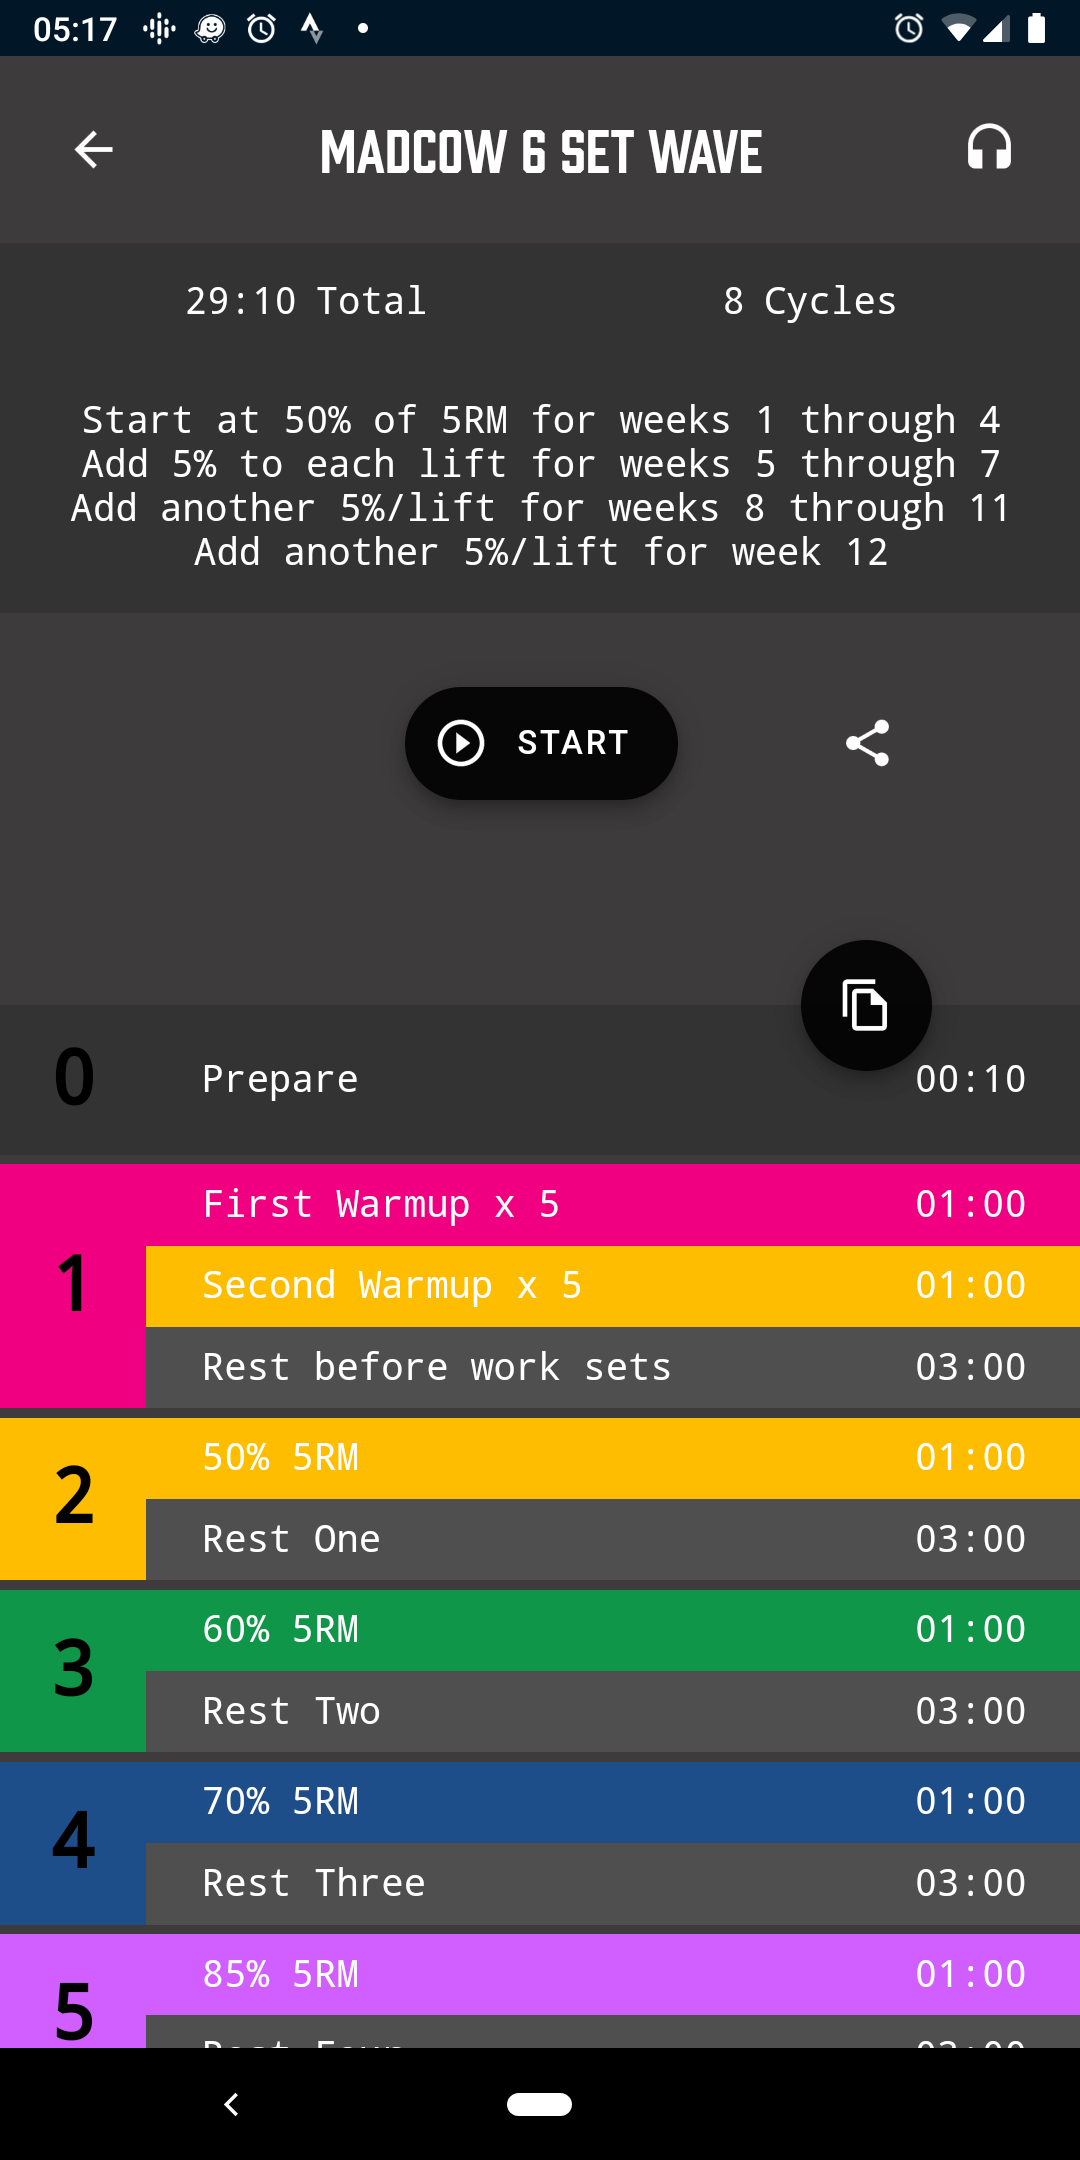 05:17
MADCOW 6 SET WAVE
29:10 Total 8 Cycles
Start at 50% of 5RM for weeks 1 through 4
Add 5% to each lift for weeks 5 through 7
Add another 5%/lift for weeks 8 through 11
Add another 5%/lift for week 12
START
0 Prepare 00:10
First Warmup x 5 01:00
1 Second Warmup x 5 01:00
Rest before work sets 03:00
2 50% 5RM 01:00
Rest One 03:00
3 60% 5RM 01:00
Rest Two 03:00
4 70% 5RM 01:00
Rest Three 03:00
5 85% 5RM 01:00